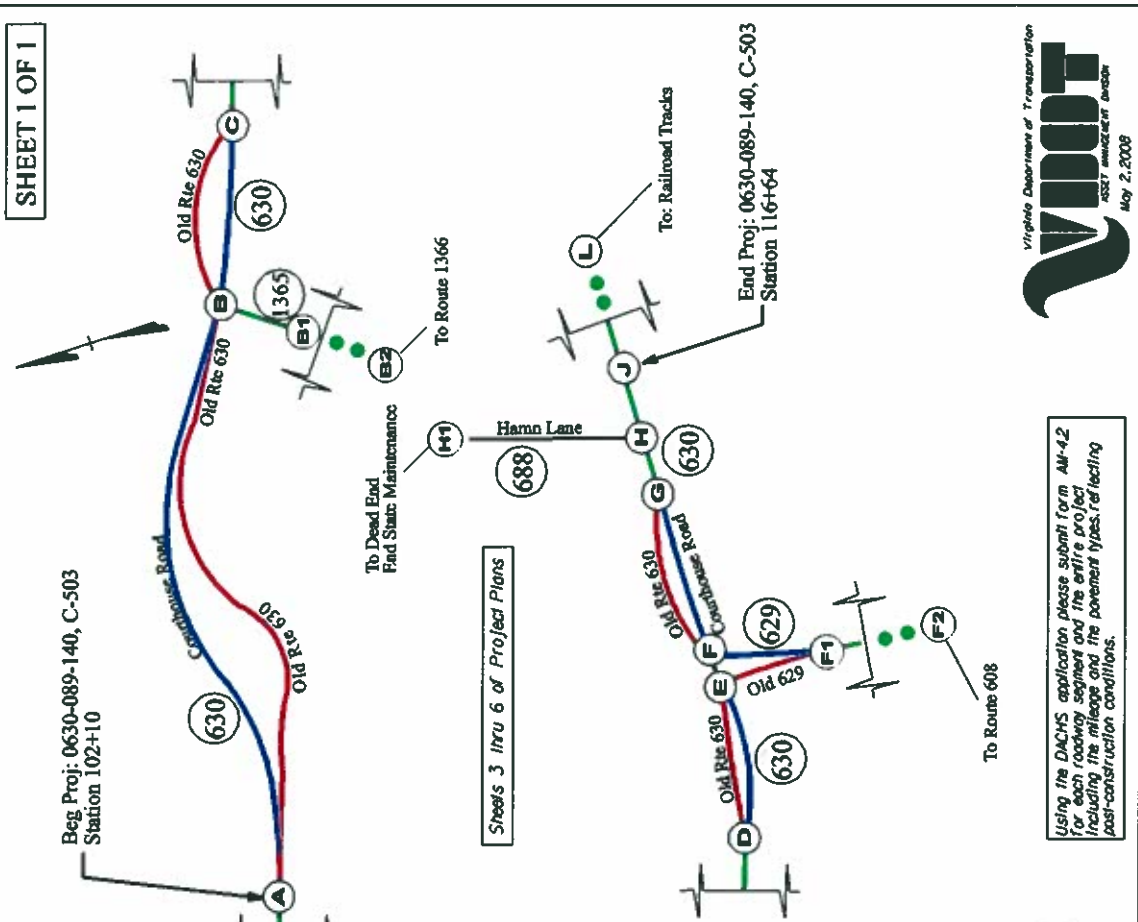 SHEET 1 OF 1
Beg Proj: 0630-089-140, C-503
Station 102+10
A
630
Courthouse Road
Old Rte 630
Old Rte 630
B
Old Rte 630
630
C
1365
B1
B2
To Route 1366
To Dead End
End State Maintenance
H1
Hamn Lane
688
Sheets 3 thru 6 of Project Plans
D
Old Rte 630
630
E
F
Old 629
629
F1
F2
To Route 608
Old Rte 630
Courthouse Road
G
630
H
J
L
To: Railroad Tracks
End Proj: 0630-089-140, C-503
Station 116+64
Using the DACHS application please submit form AM-4.2
for each roadway segment and the entire project
including the mileage and the pavement types, reflecting
post-construction conditions.
Virginia Department of Transportation
VDOT
ASSET MANAGEMENT DIVISION
May 2, 2008